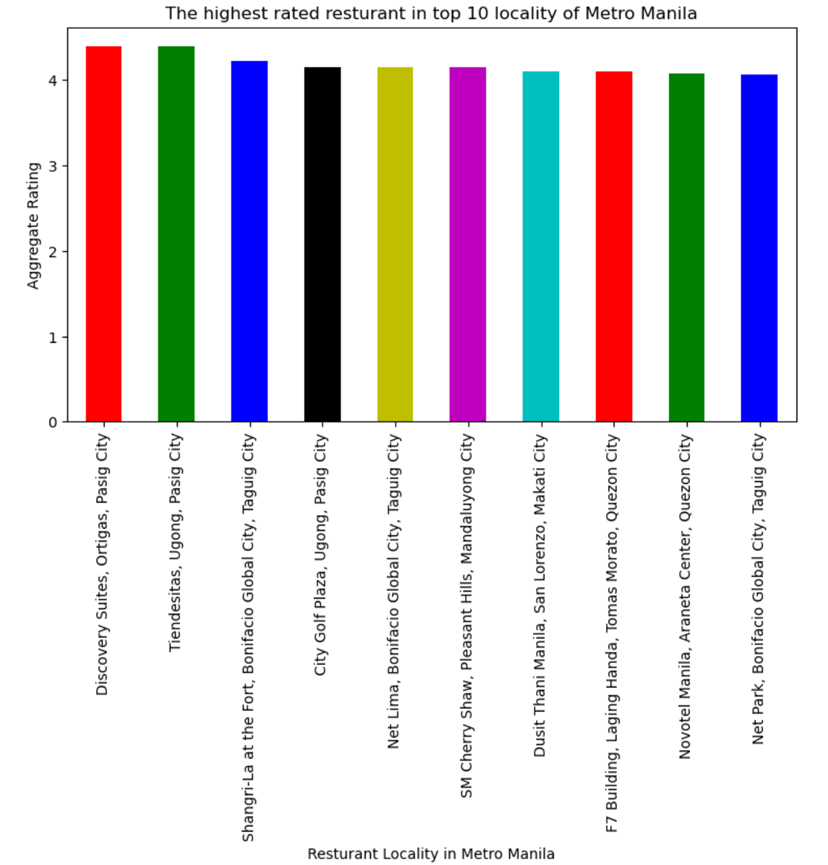 The highest rated resturant in top 10 locality of Metro Manila
Aggregate Rating
4
3
2
1
0
Discovery Suites, Ortigas, Pasig City
Tiendesitas, Ugong, Pasig City
Shangri-La at the Fort, Bonifacio Global City, Taguig City
City Golf Plaza, Ugong, Pasig City
Net Lima, Bonifacio Global City, Taguig City
SM Cherry Shaw, Pleasant Hills, Mandaluyong City
Dusit Thani Manila, San Lorenzo, Makati City
F7 Building, Laging Handa, Tomas Morato, Quezon City
Novotel Manila, Araneta Center, Quezon City
Net Park, Bonifacio Global City, Taguig City
Resturant Locality in Metro Manila